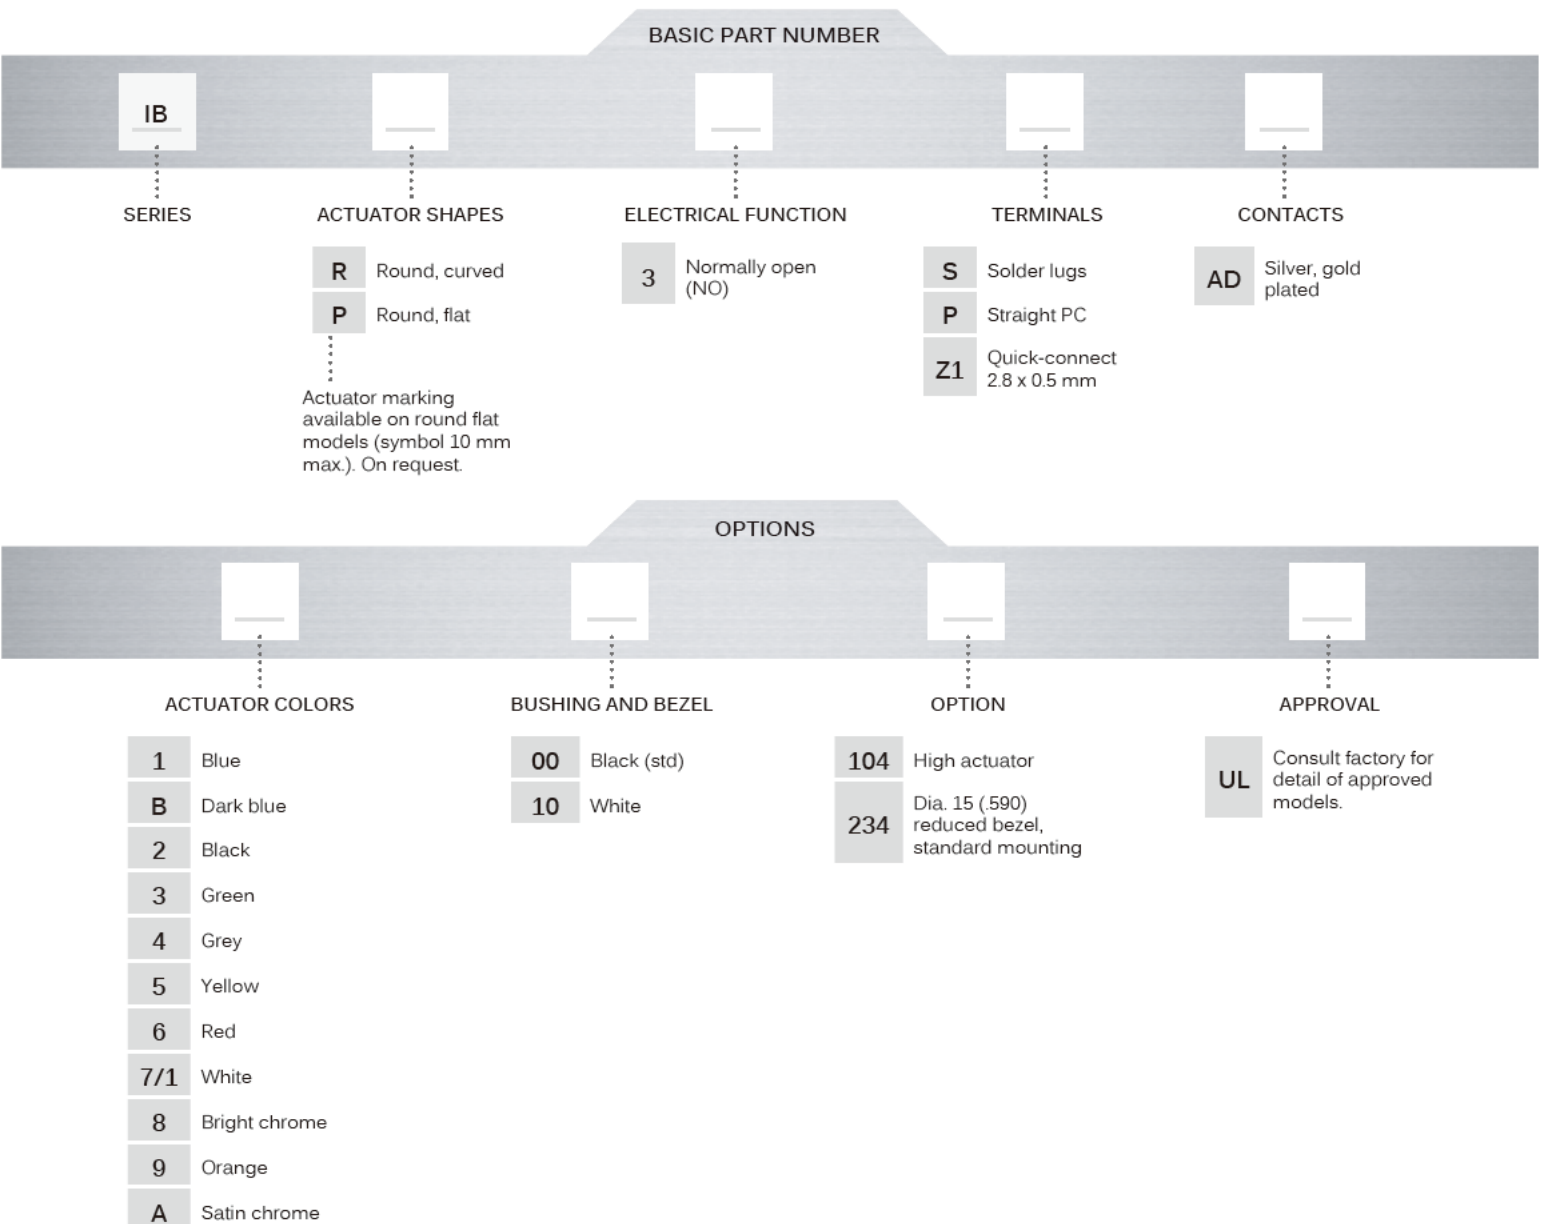 BASIC PART NUMBER
IB
SERIES
ACTUATOR SHAPES
R Round, curved
P Round, flat
Actuator marking
available on round flat
models (symbol 10 mm
max.). On request.
ELECTRICAL FUNCTION
3 Normally open
(NO)
TERMINALS
S Solder lugs
P Straight PC
Z1 Quick-connect
2.8 x 0.5 mm
CONTACTS
AD Silver, gold
plated
OPTIONS
ACTUATOR COLORS
1 Blue
B Dark blue
2 Black
3 Green
4 Grey
5 Yellow
6 Red
7/1 White
8 Bright chrome
9 Orange
A Satin chrome
BUSHING AND BEZEL
00 Black (std)
10 White
OPTION
104 High actuator
234 Dia. 15 (.590)
reduced bezel,
standard mounting
APPROVAL
UL Consult factory for
detail of approved
models.